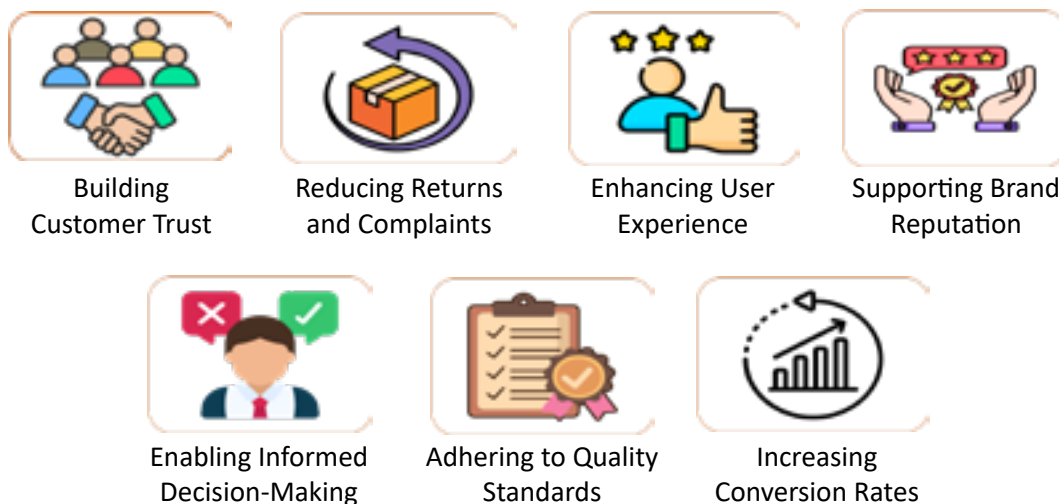 Building
Customer Trust
Reducing Returns
and Complaints
Enhancing User
Experience
Supporting Brand
Reputation
Enabling Informed
Decision-Making
Adhering to Quality
Standards
Increasing
Conversion Rates